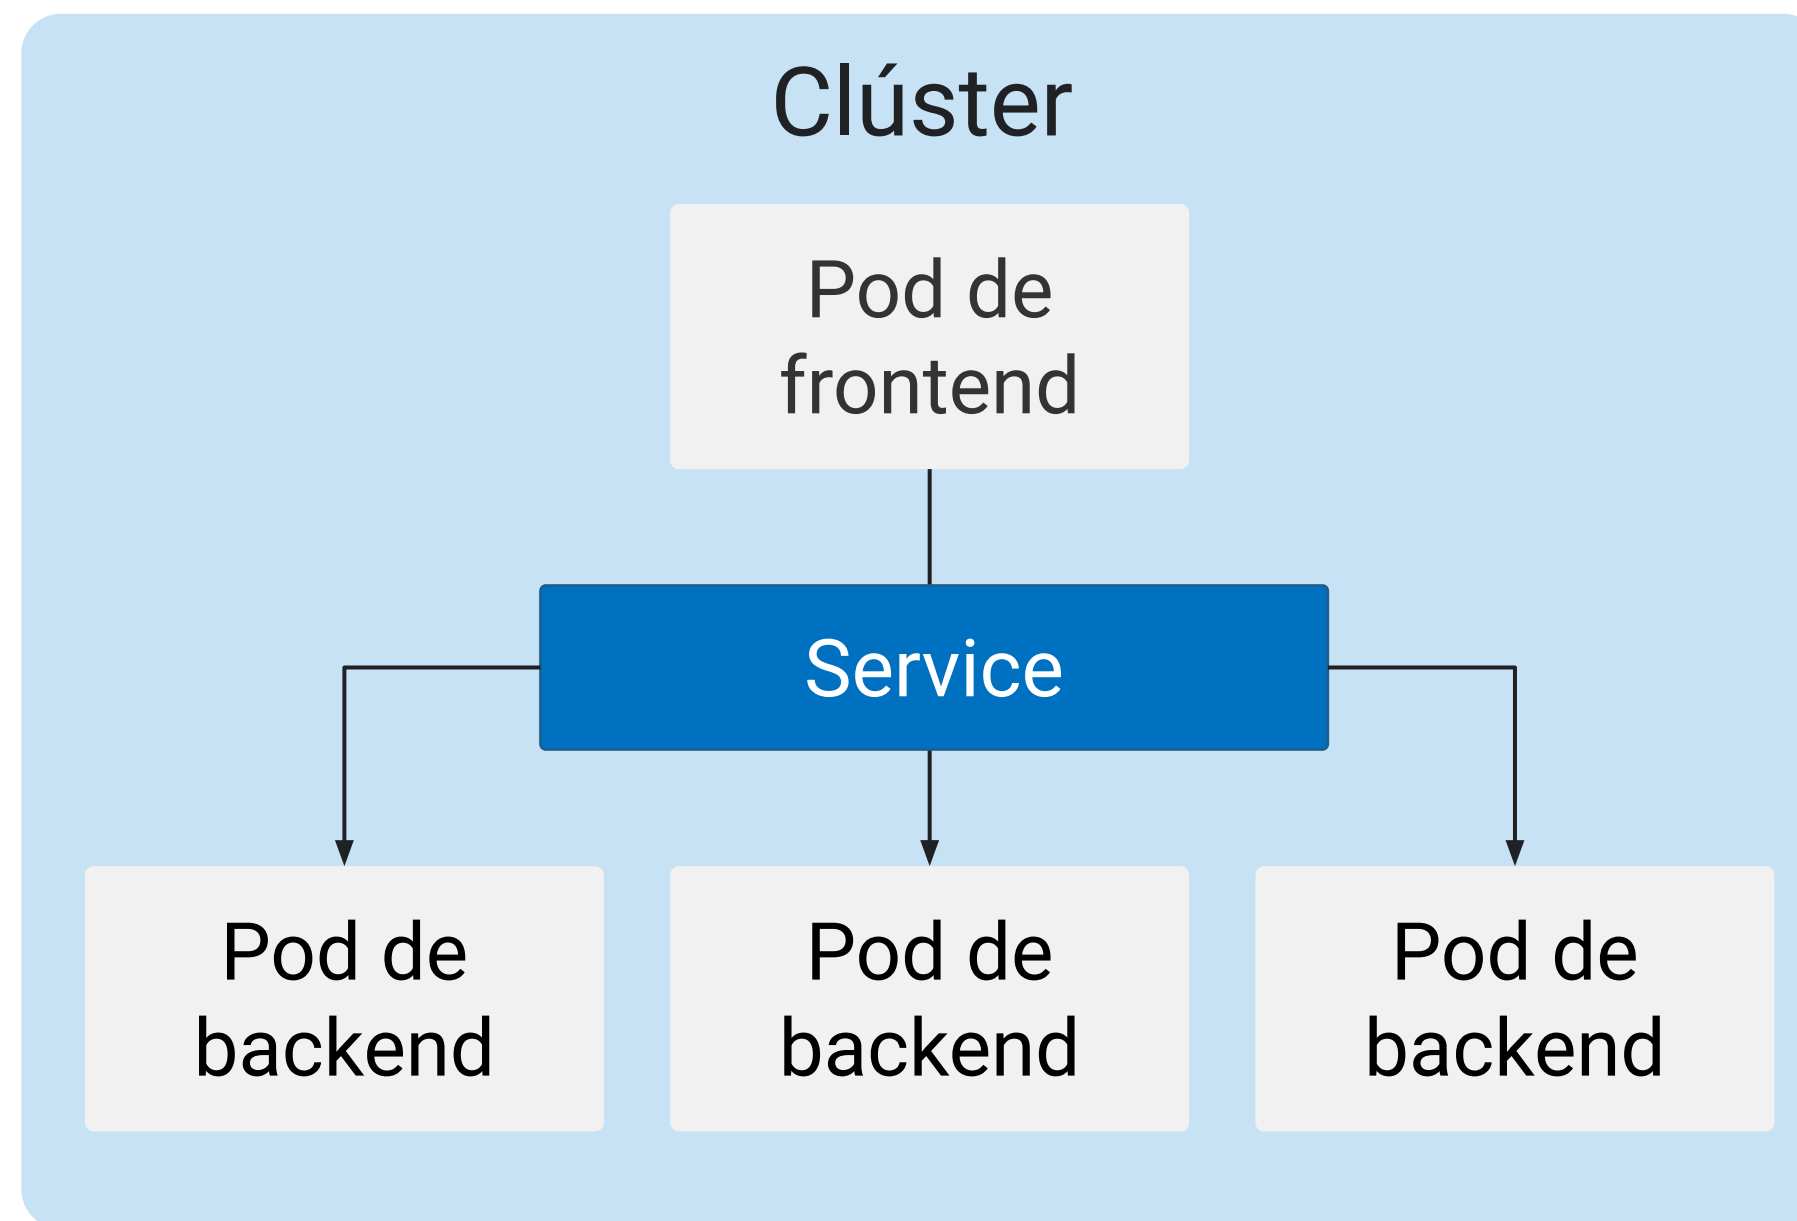 Clúster
Pod de
frontend
Service
Pod de
backend
Pod de
backend
Pod de
backend